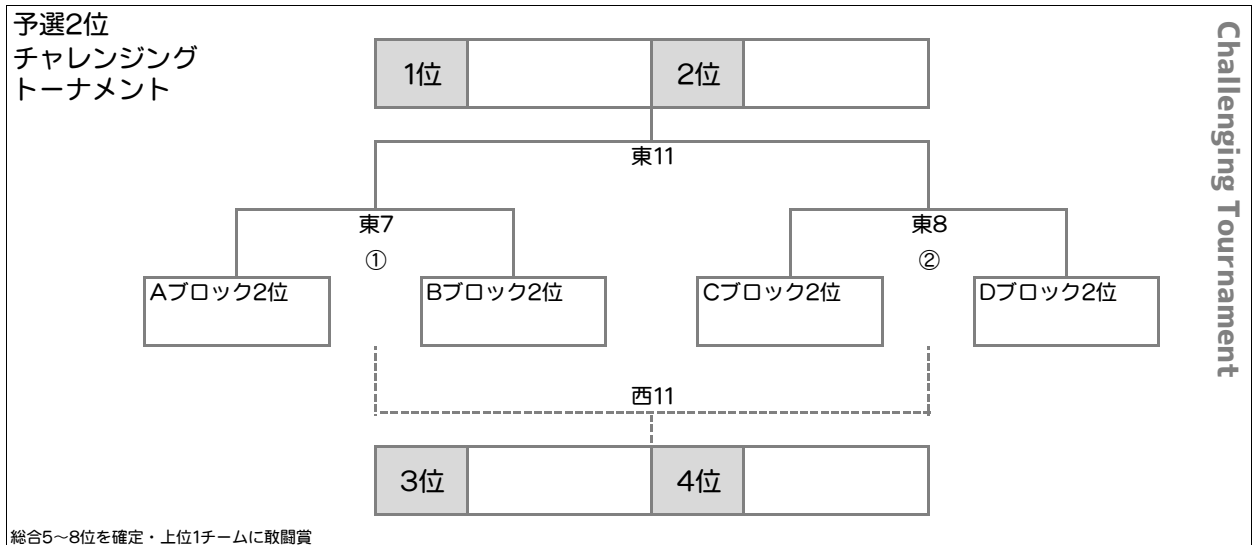 予選2位
チャレンジング
トーナメント
Challenging Tournament
1位
2位
東11
東7
東8
①
②
Aブロック2位
Bブロック2位
Cブロック2位
Dブロック2位
西11
3位
4位
総合5～8位を確定・上位1チームに敢闘賞